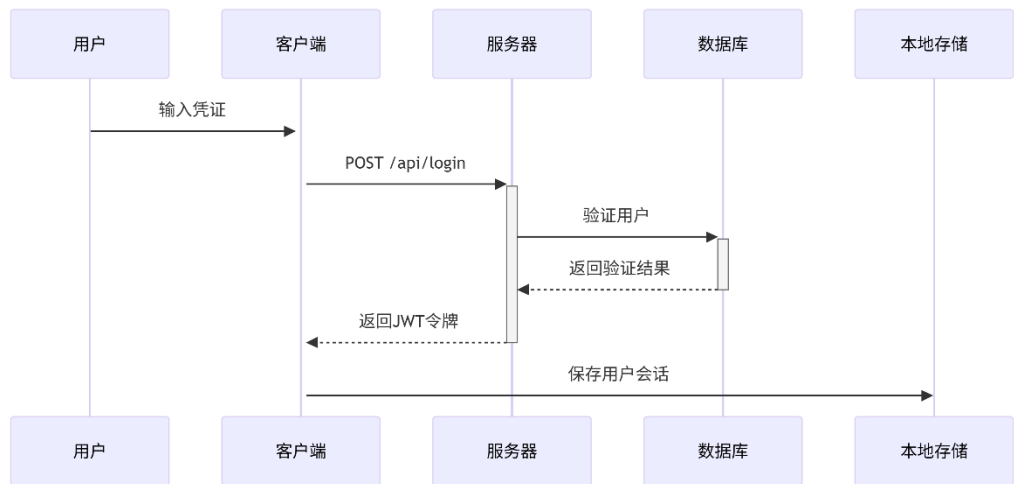 用户
客户端
服务器
数据库
本地存储
输入凭证
POST /api/login
验证用户
返回验证结果
返回JWT令牌
保存用户会话
用户
客户端
服务器
数据库
本地存储